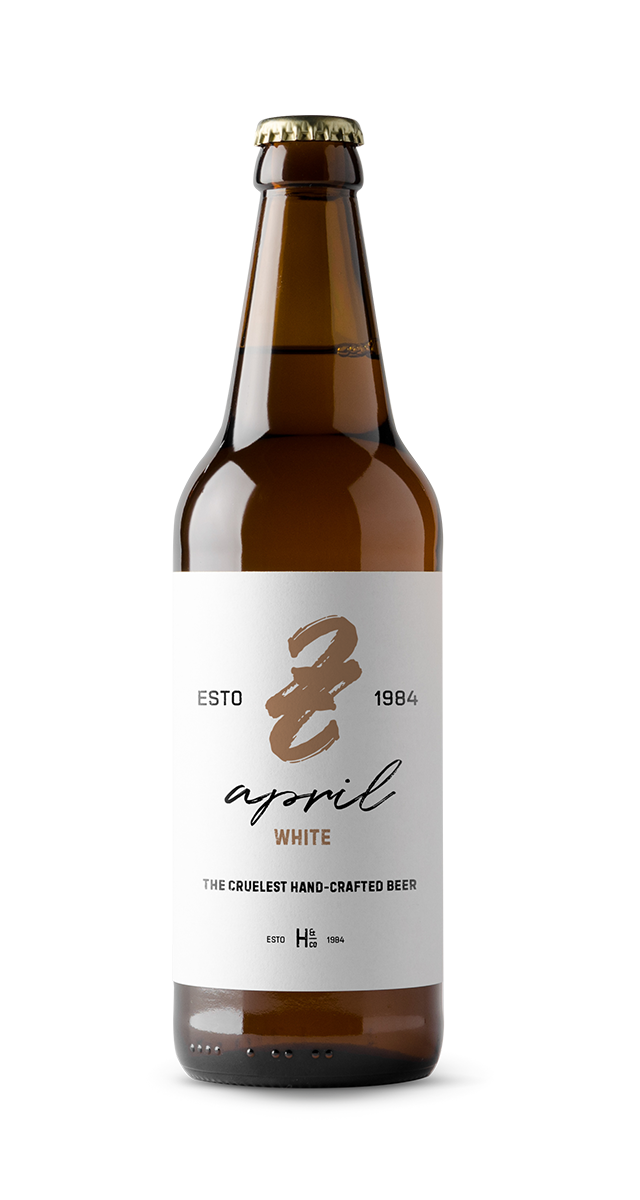 ESTO 1984
april
WHITE
THE CRUELEST HAND-CRAFTED BEER
ESTO H& co 1984